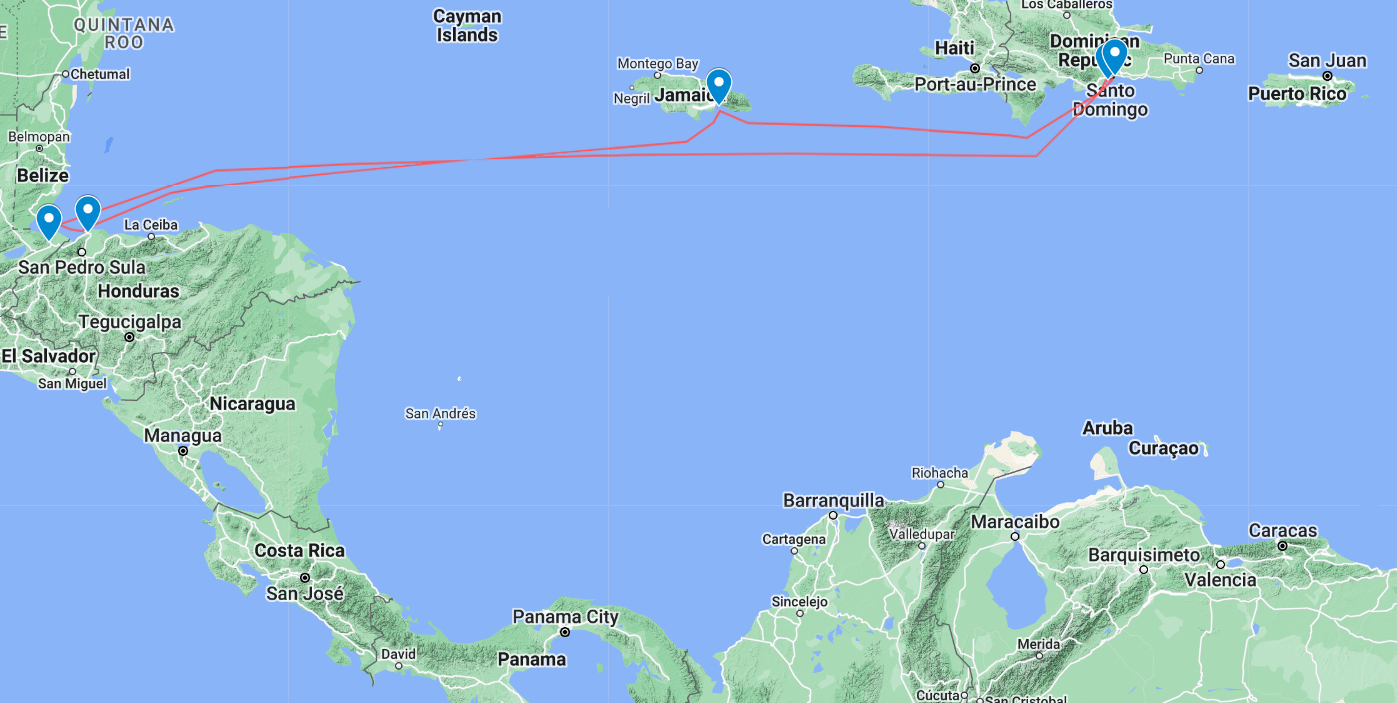 QUINTANA
ROO
E
Chetumal
Belmopan
Belize
Cayman
Islands
Montego Bay
Negril
Jamaic
Haiti
Port-au-Prince
Los Caballeros
Dominican
Republic
Santo
Domingo
Punta Cana
San Juan
Puerto Rico
La Ceiba
San Pedro Sula
Honduras
Tegucigalpa
El Salvador
San Miguel
Nicaragua
Managua
San Andrés
Costa Rica
San José
David
Panama City
Panama
Aruba
Curaçao
Riohacha
Barranquilla
Cartagena
Valledupar
Maracaibo
Sincelejo
Barquisimeto
Caracas
Valencia
Merida
Cúcuta
San Cristobal